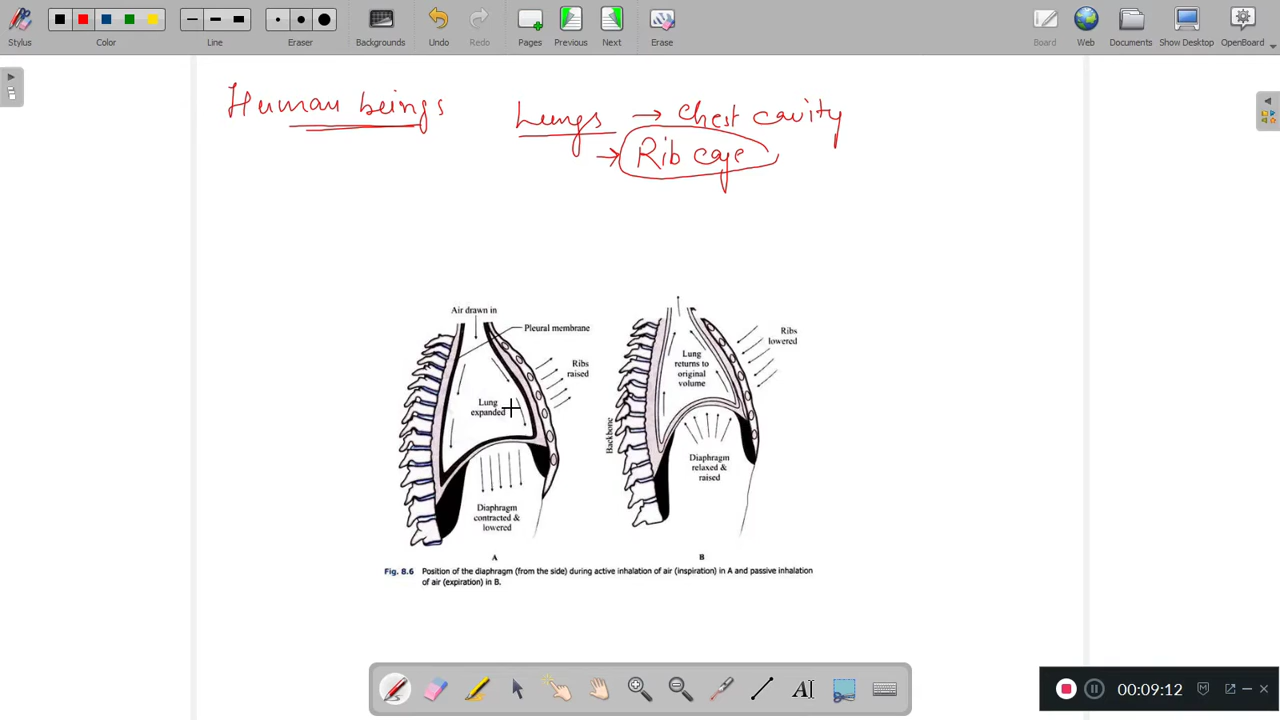 Stylus
Color
Line
Eraser
Backgrounds
Undo
Redo
Pages
Previous
Next
Erase
Board
Web
Documents
Show Desktop
OpenBoard
Human beings
Lungs → Chest cavity
→ Rib cage
Air drawn in
Pleural membrane
Ribs
raised
Lung
expanded
Diaphragm
contracted &
lowered
A
Ribs
lowered
Lung
returns to
original
volume
Backbone
Diaphragm
relaxed &
raised
B
Fig. 8.6 Position of the diaphragm (from the side) during active inhalation of air (inspiration) in A and passive inhalation
of air (expiration) in B.
00:09:12